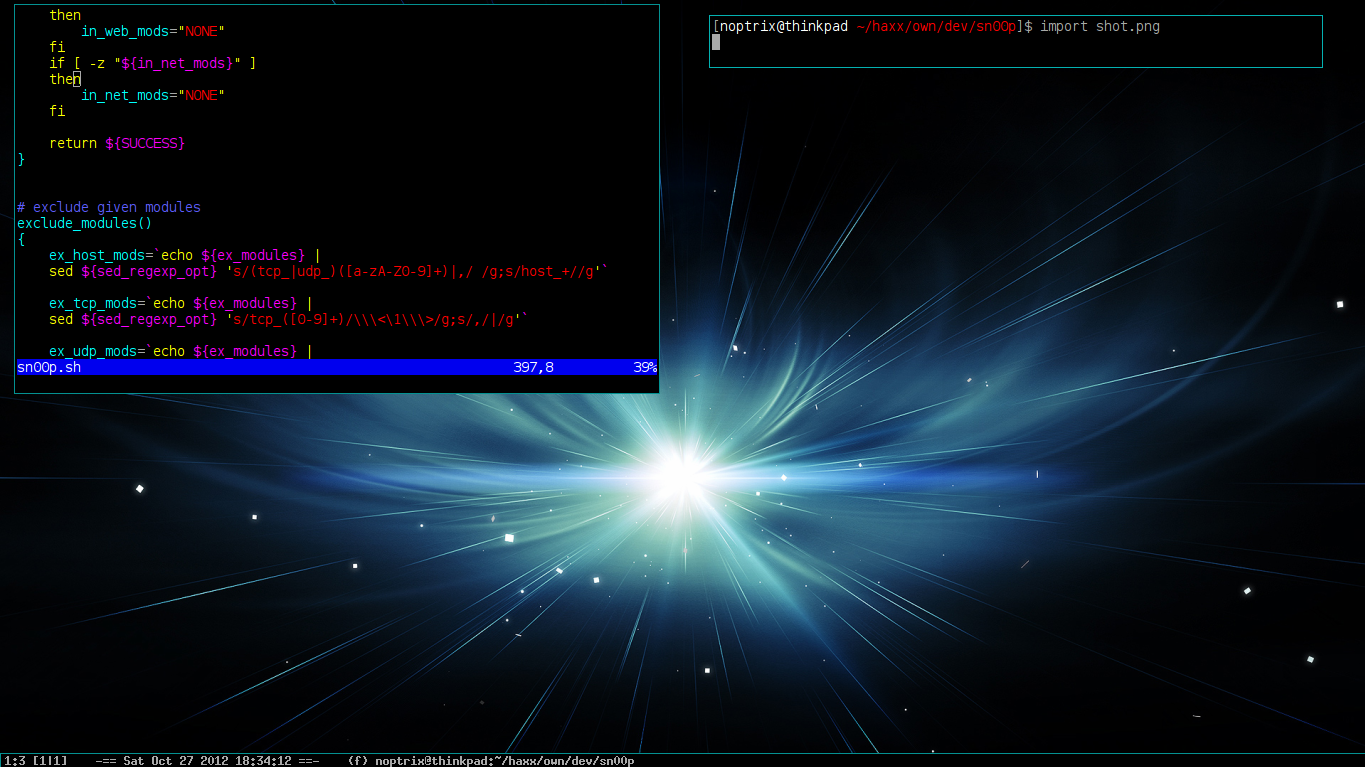 then
in_web_mods="NONE"
fi
if [ -z "${in_net_mods}" ]
then
in_net_mods="NONE"
fi
return ${SUCCESS}
}
# exclude given modules
exclude_modules()
{
ex_host_mods=`echo ${ex_modules} |
sed ${sed_regexp_opt} 's/(tcp_|udp_)([a-zA-Z0-9]+)|,/ /g;s/host_+//g'`
ex_tcp_mods=`echo ${ex_modules} |
sed ${sed_regexp_opt} 's/tcp_([0-9]+)/\\\<\1\\\>/g;s/,/|/g'`
ex_udp_mods=`echo ${ex_modules} |
sn00p.sh 397,8 39%
[noptrix@thinkpad ~/haxx/own/dev/sn00p]$ import shot.png
1:3 [1|1] -== Sat Oct 27 2012 18:34:12 ==- (f) noptrix@thinkpad:~/haxx/own/dev/sn00p